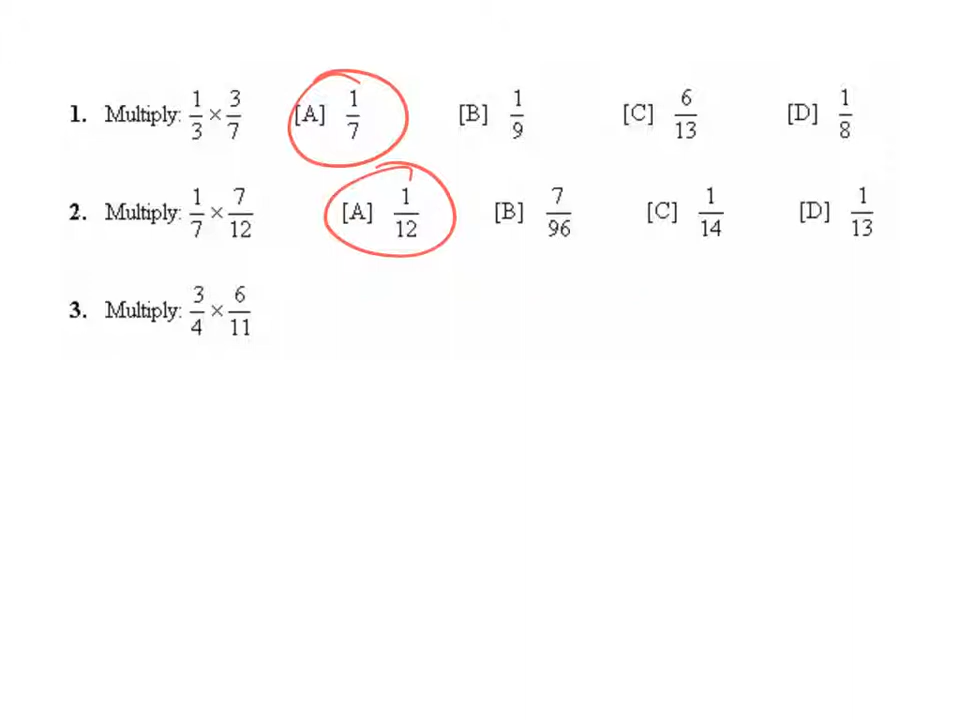 1. Multiply: 1/3 × 3/7 [A] 1/7 [B] 1/9 [C] 6/13 [D] 1/8
2. Multiply: 1/7 × 7/12 [A] 1/12 [B] 7/96 [C] 1/14 [D] 1/13
3. Multiply: 3/4 × 6/11